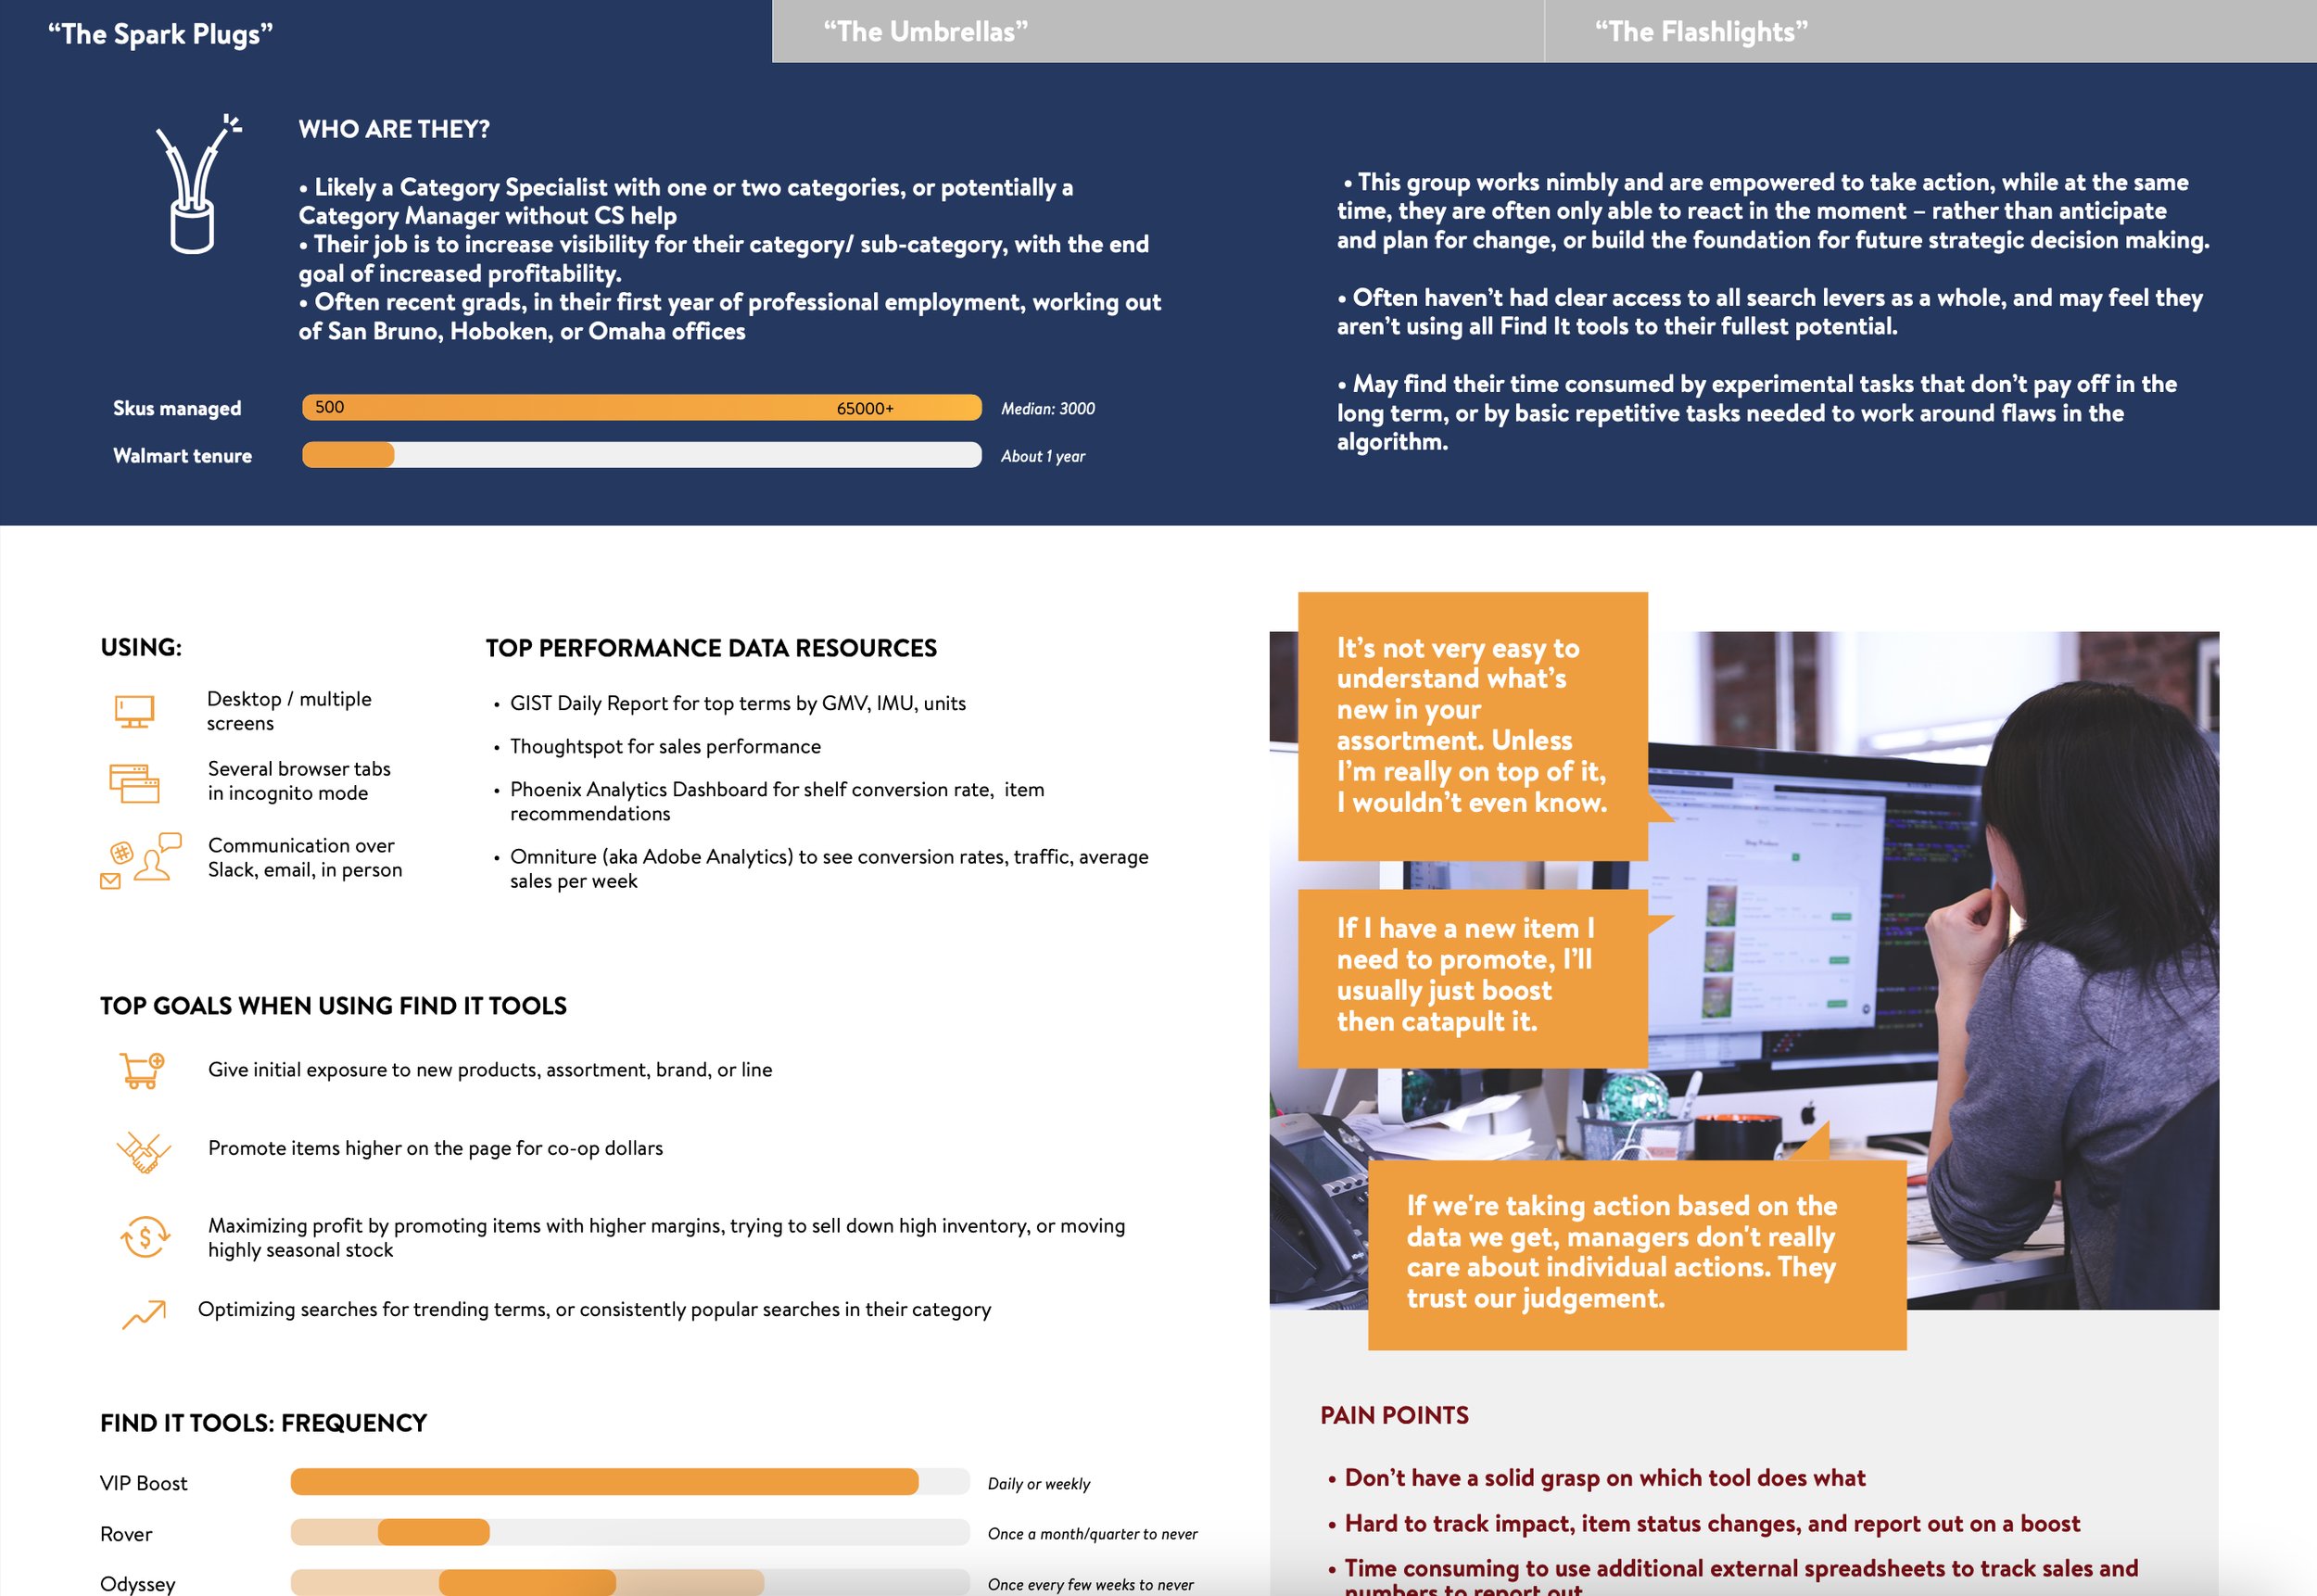 “The Spark Plugs”
“The Umbrellas”
“The Flashlights”
WHO ARE THEY?
• Likely a Category Specialist with one or two categories, or potentially a
Category Manager without CS help
• Their job is to increase visibility for their category/ sub-category, with the end
goal of increased profitability.
• Often recent grads, in their first year of professional employment, working out
of San Bruno, Hoboken, or Omaha offices
Skus managed
500
65000+
Median: 3000
Walmart tenure
About 1 year
• This group works nimbly and are empowered to take action, while at the same
time, they are often only able to react in the moment – rather than anticipate
and plan for change, or build the foundation for future strategic decision making.
• Often haven’t had clear access to all search levers as a whole, and may feel they
aren’t using all Find It tools to their fullest potential.
• May find their time consumed by experimental tasks that don’t pay off in the
long term, or by basic repetitive tasks needed to work around flaws in the
algorithm.
USING:
Desktop / multiple
screens
Several browser tabs
in incognito mode
Communication over
Slack, email, in person
TOP PERFORMANCE DATA RESOURCES
• GIST Daily Report for top terms by GMV, IMU, units
• Thoughtspot for sales performance
• Phoenix Analytics Dashboard for shelf conversion rate, item
recommendations
• Omniture (aka Adobe Analytics) to see conversion rates, traffic, average
sales per week
TOP GOALS WHEN USING FIND IT TOOLS
Give initial exposure to new products, assortment, brand, or line
Promote items higher on the page for co-op dollars
Maximizing profit by promoting items with higher margins, trying to sell down high inventory, or moving
highly seasonal stock
Optimizing searches for trending terms, or consistently popular searches in their category
FIND IT TOOLS: FREQUENCY
VIP Boost
Daily or weekly
Rover
Once a month/quarter to never
Odyssey
Once every few weeks to never
It’s not very easy to
understand what’s
new in your
assortment. Unless
I’m really on top of it,
I wouldn’t even know.
If I have a new item I
need to promote, I’ll
usually just boost
then catapult it.
If we're taking action based on the
data we get, managers don't really
care about individual actions. They
trust our judgement.
PAIN POINTS
• Don’t have a solid grasp on which tool does what
• Hard to track impact, item status changes, and report out on a boost
• Time consuming to use additional external spreadsheets to track sales and
numbers to report out